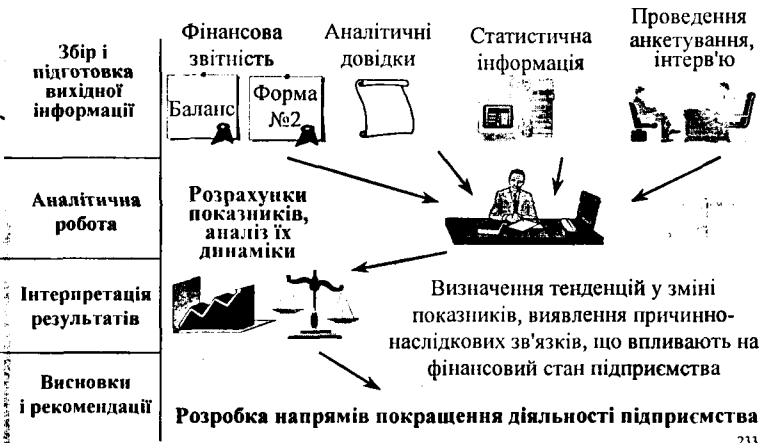 Збір і
підготовка
вихідної
інформації
Фінансова
звітність
Аналітичні
довідки
Статистична
інформація
Проведення
анкетування,
інтерв'ю
Баланс
Форма
№2
Аналітична
робота
Розрахунки
показників,
аналіз їх
динаміки
Інтерпретація
результатів
Визначення тенденцій у зміні
показників, виявлення причинно-
наслідкових зв'язків, що впливають на
фінансовий стан підприємства
Висновки
і рекомендації
Розробка напрямів покращення діяльності підприємства
233